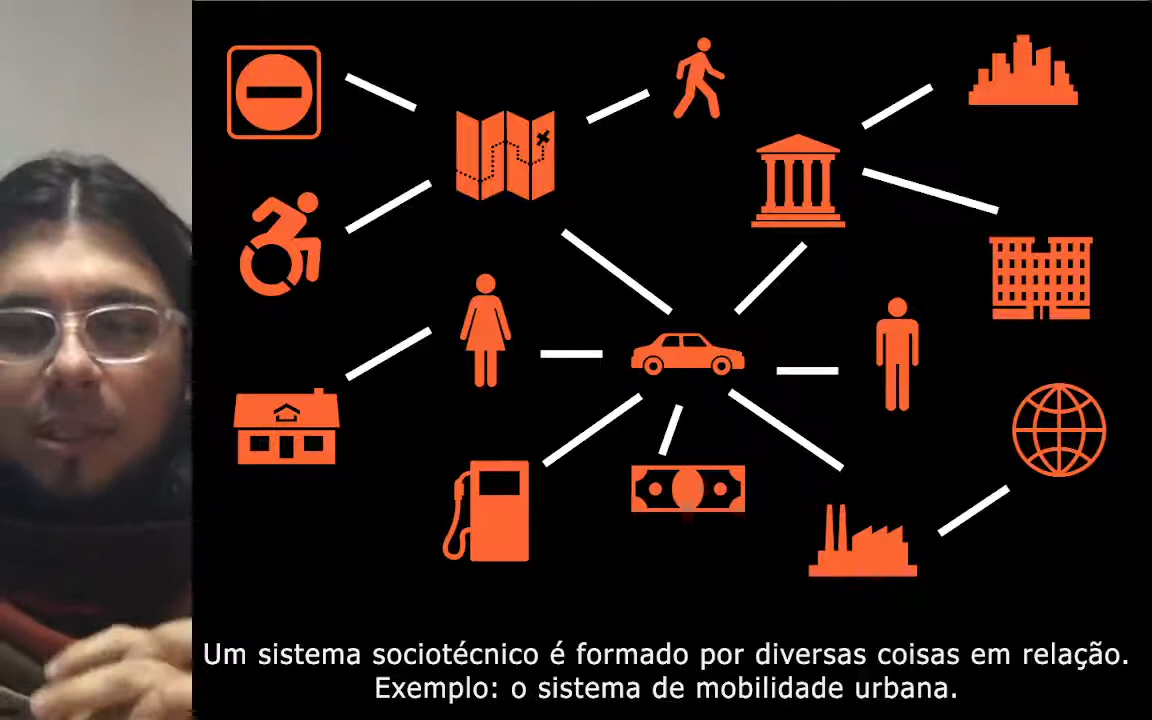 Um sistema sociotécnico é formado por diversas coisas em relação.
Exemplo: o sistema de mobilidade urbana.